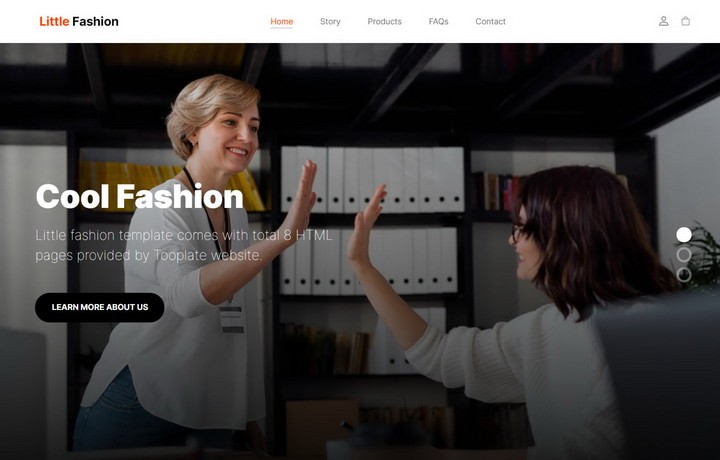 Little Fashion
Home
Story
Products
FAQs
Contact
Cool Fashion
Little fashion template comes with total 8 HTML
pages provided by Tooplate website.
LEARN MORE ABOUT US